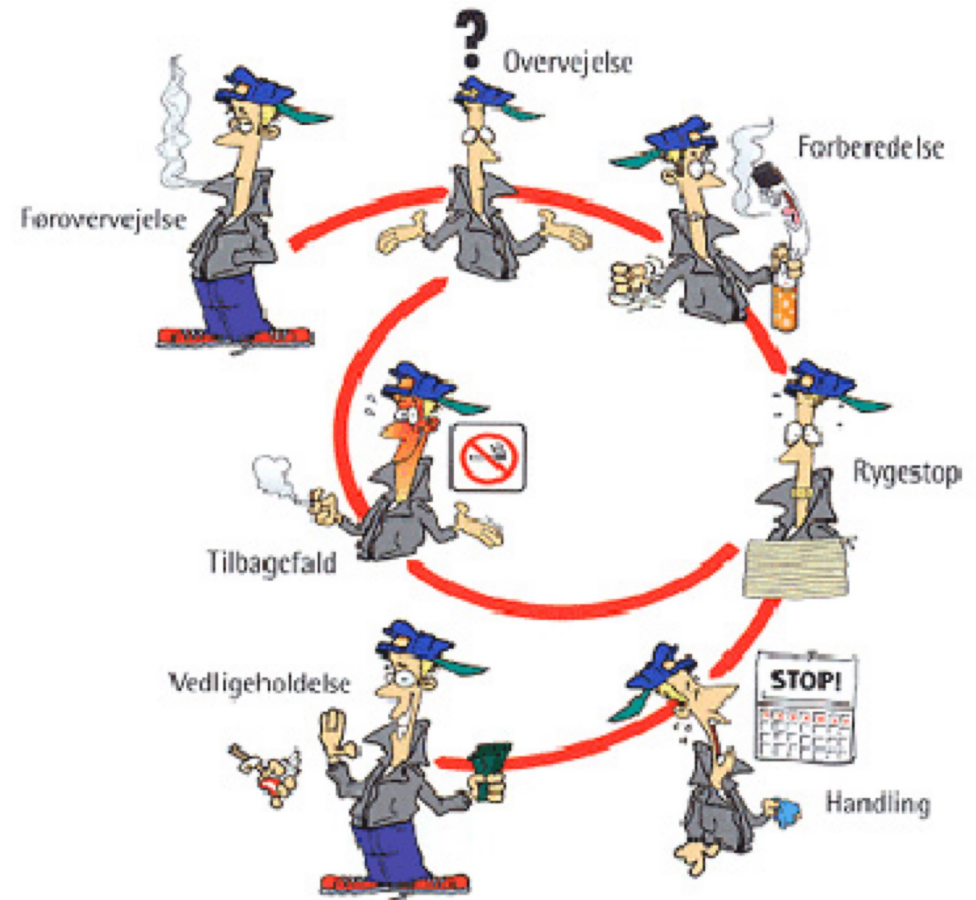 ?
Overvejelse
Forberedelse
Førovervejelse
Rygestop
Tilbagefald
Vedligeholdelse
STOP!
Handling